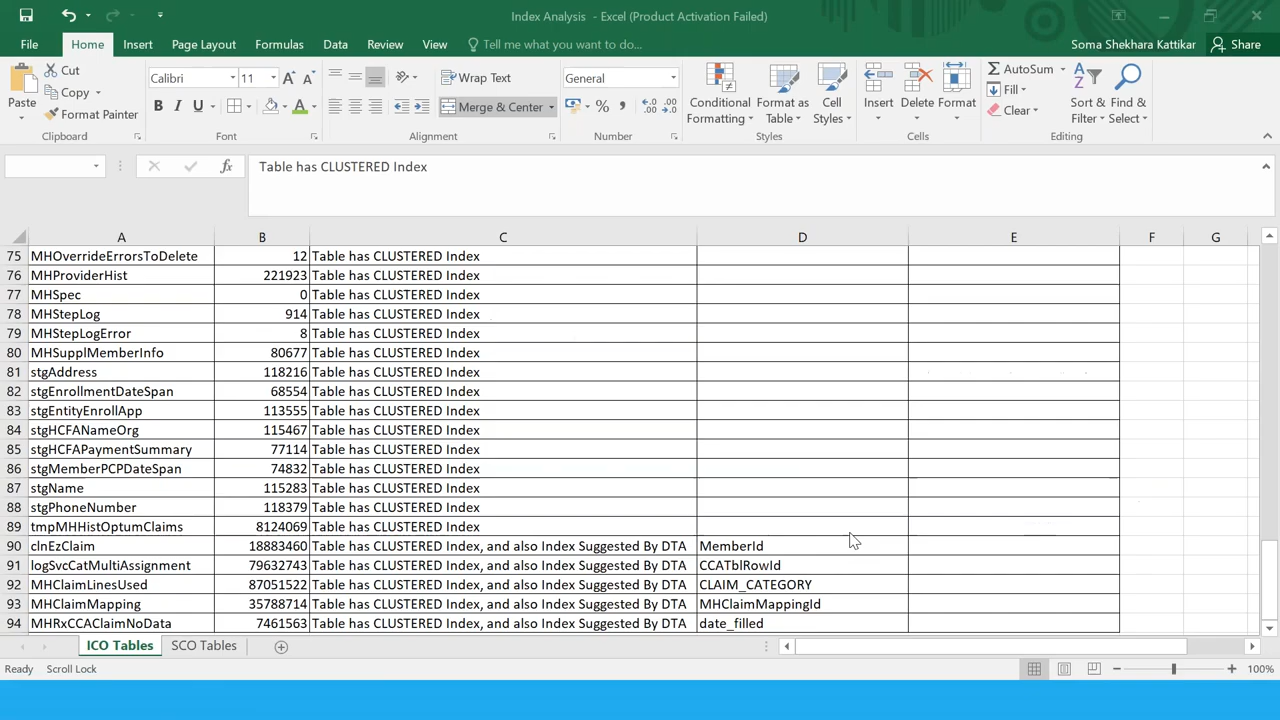 Index Analysis - Excel (Product Activation Failed)
File Home Insert Page Layout Formulas Data Review View Tell me what you want to do... Soma Shekhara Kattikar Share
Paste Cut Copy Format Painter
Calibri 11 B I U
Wrap Text Merge & Center
General % ,
Conditional Formatting Format as Table Cell Styles
Insert Delete Format
AutoSum Fill Clear Sort & Filter Find & Select
Clipboard Font Alignment Number Styles Cells Editing
fx Table has CLUSTERED Index
A B C D E F G
75 MHOverrideErrorsToDelete 12 Table has CLUSTERED Index
76 MHProviderHist 221923 Table has CLUSTERED Index
77 MHSpec 0 Table has CLUSTERED Index
78 MHStepLog 914 Table has CLUSTERED Index
79 MHStepLogError 8 Table has CLUSTERED Index
80 MHSupplMemberInfo 80677 Table has CLUSTERED Index
81 stgAddress 118216 Table has CLUSTERED Index
82 stgEnrollmentDateSpan 68554 Table has CLUSTERED Index
83 stgEntityEnrollApp 113555 Table has CLUSTERED Index
84 stgHCFANameOrg 115467 Table has CLUSTERED Index
85 stgHCFAPaymentSummary 77114 Table has CLUSTERED Index
86 stgMemberPCPDateSpan 74832 Table has CLUSTERED Index
87 stgName 115283 Table has CLUSTERED Index
88 stgPhoneNumber 118379 Table has CLUSTERED Index
89 tmpMHHistOptumClaims 8124069 Table has CLUSTERED Index
90 clnEzClaim 18883460 Table has CLUSTERED Index, and also Index Suggested By DTA MemberId
91 logSvcCatMultiAssignment 79632743 Table has CLUSTERED Index, and also Index Suggested By DTA CCATblRowId
92 MHClaimLinesUsed 87051522 Table has CLUSTERED Index, and also Index Suggested By DTA CLAIM_CATEGORY
93 MHClaimMapping 35788714 Table has CLUSTERED Index, and also Index Suggested By DTA MHClaimMappingId
94 MHRxCCAClaimNoData 7461563 Table has CLUSTERED Index, and also Index Suggested By DTA date_filled
ICO Tables SCO Tables
Ready Scroll Lock 100%